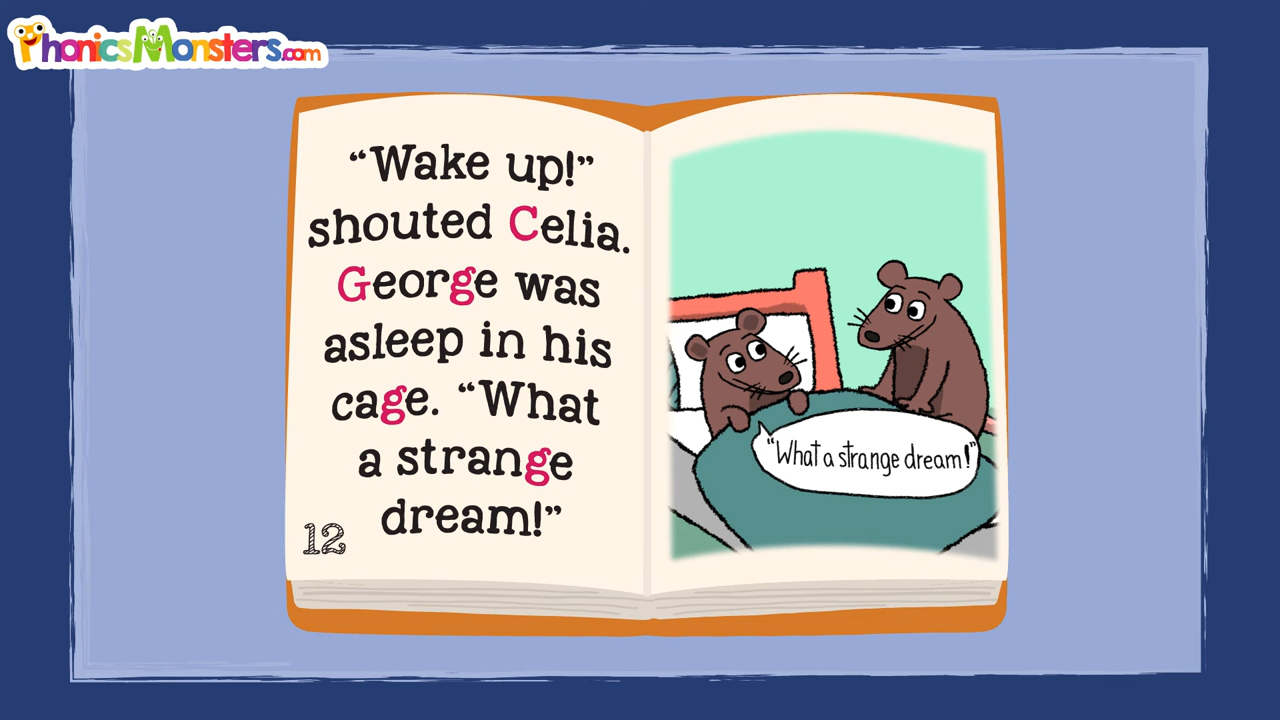 PhonicsMonsters.com
“Wake up!”
shouted Celia.
George was
asleep in his
cage. “What
a strange
dream!”
12
“What a strange dream!”